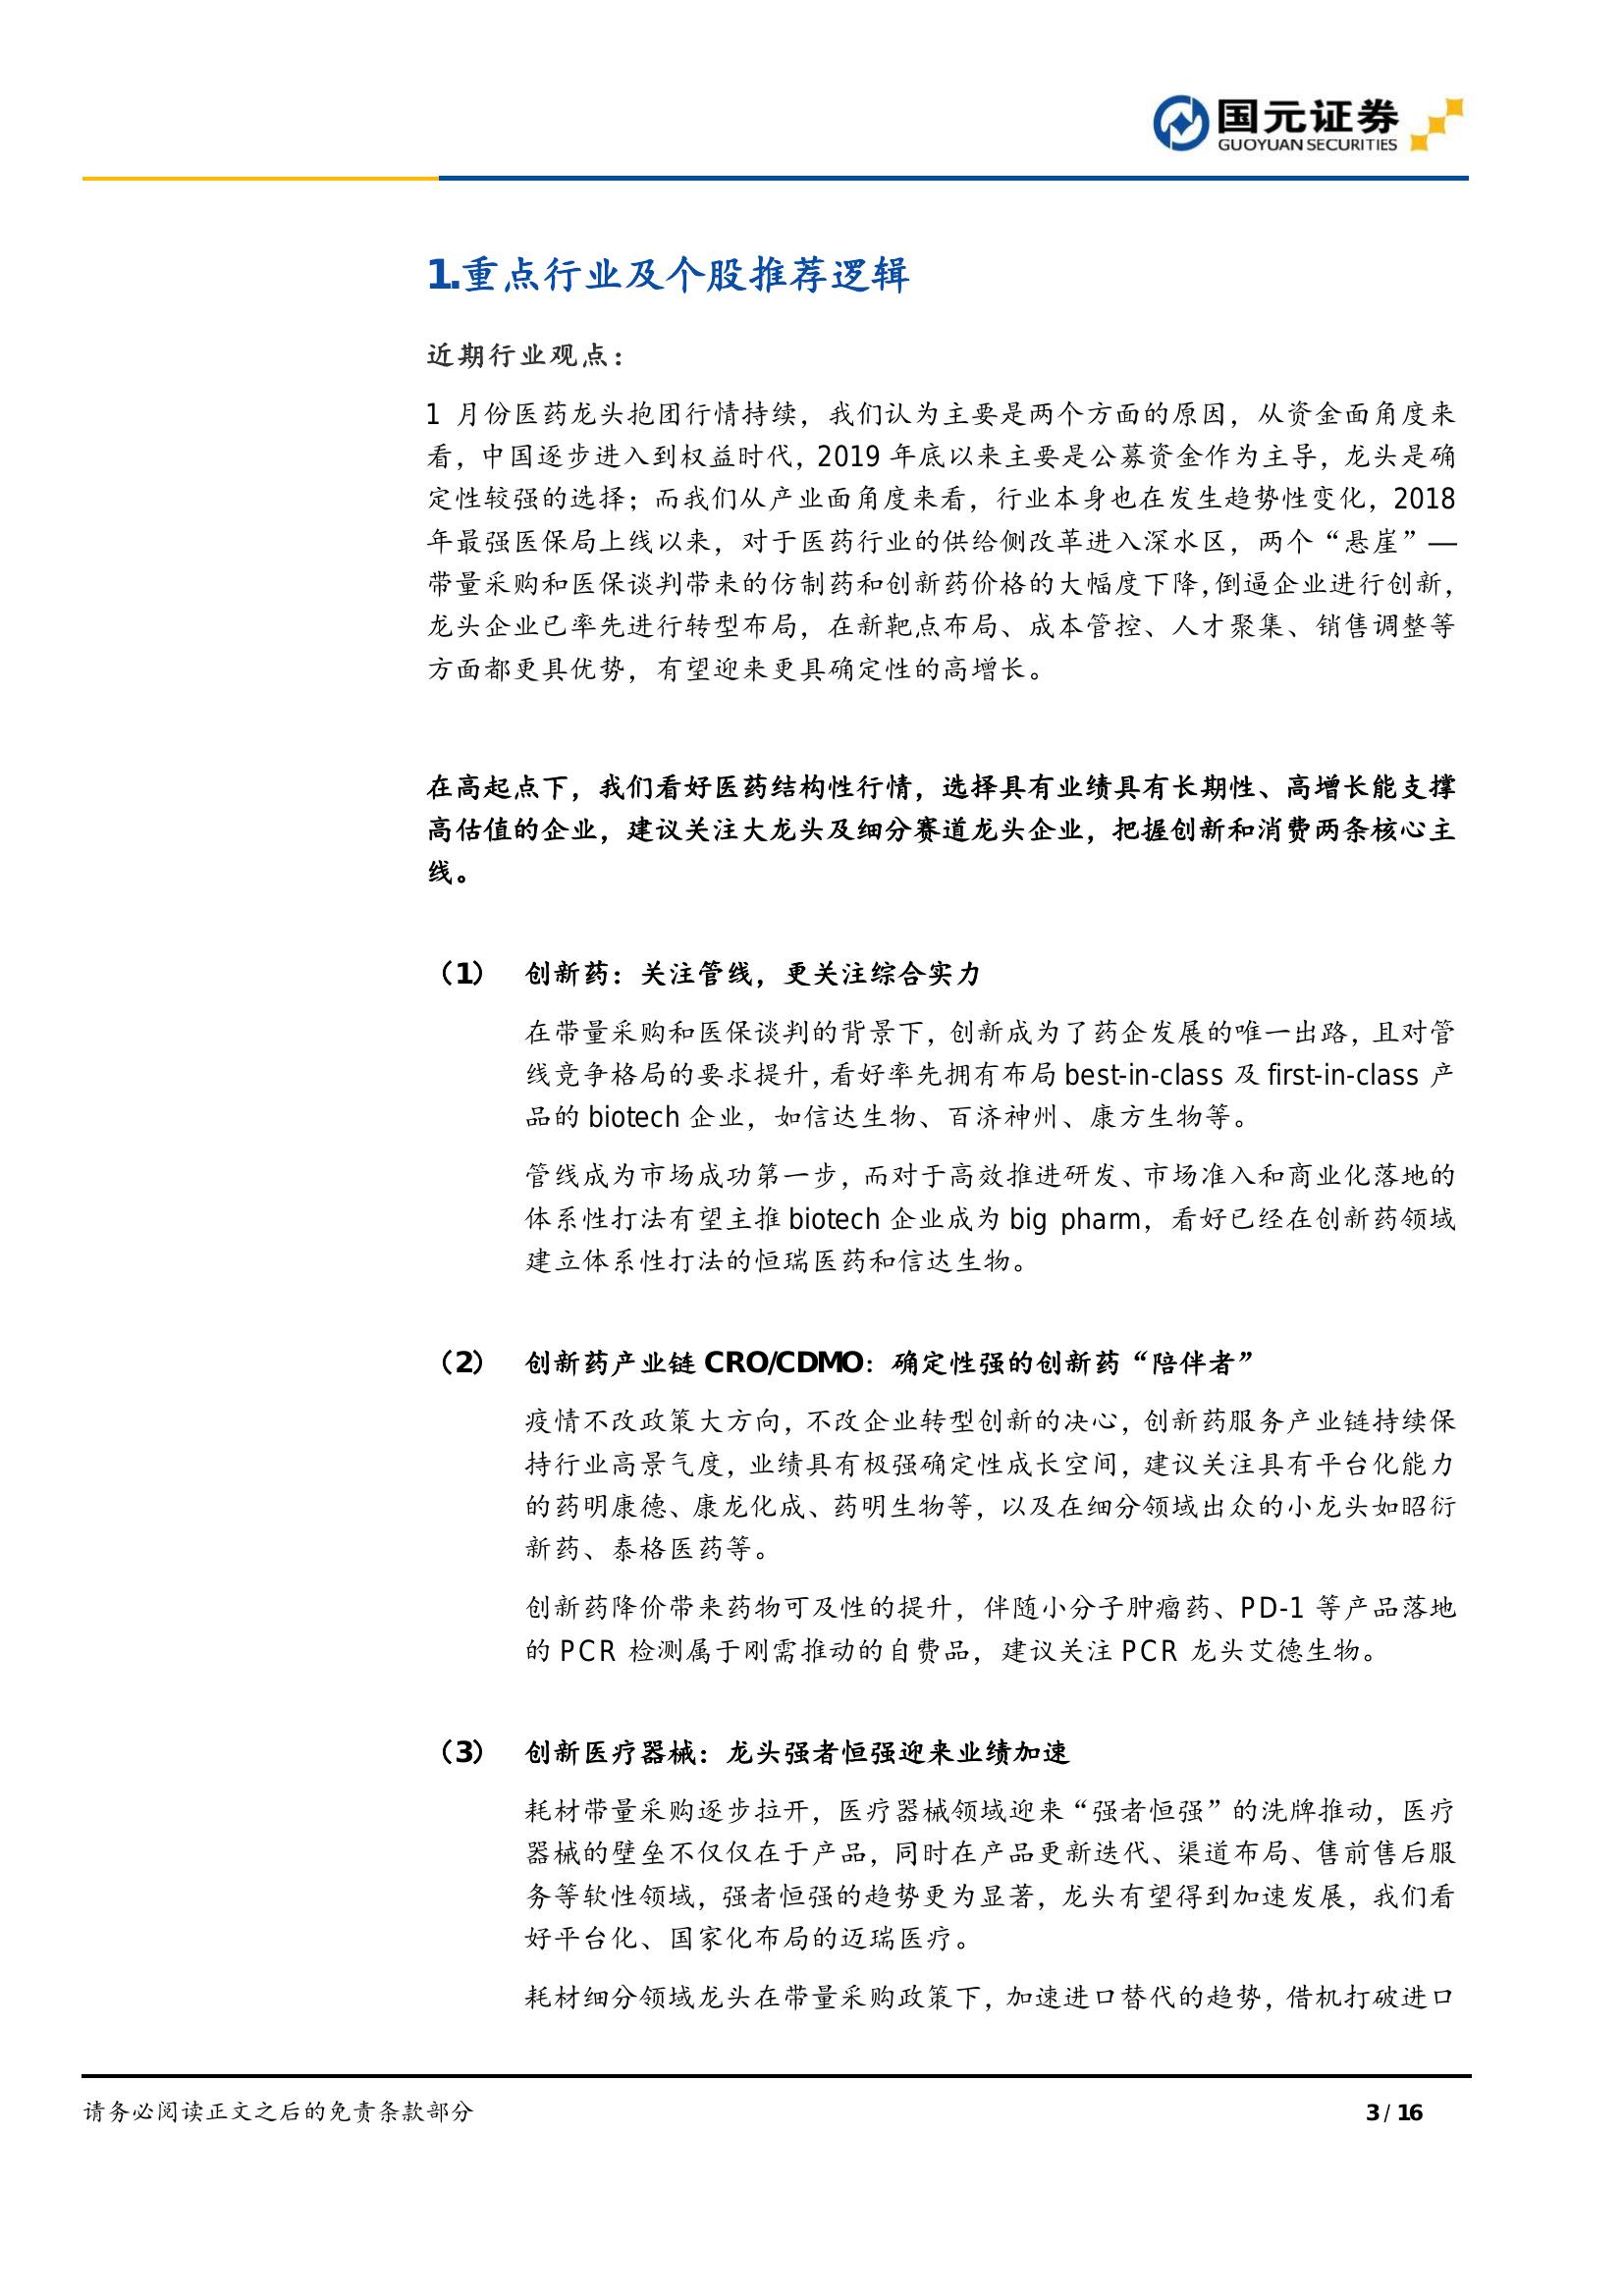 国元证券
GUOYUAN SECURITIES
1.重点行业及个股推荐逻辑
近期行业观点：
1 月份医药龙头抱团行情持续，我们认为主要是两个方面的原因，从资金面角度来
看，中国逐步进入到权益时代，2019 年底以来主要是公募资金作为主导，龙头是确
定性较强的选择；而我们从产业面角度来看，行业本身也在发生趋势性变化，2018
年最强医保局上线以来，对于医药行业的供给侧改革进入深水区，两个“悬崖”—
带量采购和医保谈判带来的仿制药和创新药价格的大幅度下降，倒逼企业进行创新，
龙头企业已率先进行转型布局，在新靶点布局、成本管控、人才聚集、销售调整等
方面都更具优势，有望迎来更具确定性的高增长。
在高起点下，我们看好医药结构性行情，选择具有业绩具有长期性、高增长能支撑
高估值的企业，建议关注大龙头及细分赛道龙头企业，把握创新和消费两条核心主
线。
（1） 创新药：关注管线，更关注综合实力
在带量采购和医保谈判的背景下，创新成为了药企发展的唯一出路，且对管
线竞争格局的要求提升，看好率先拥有布局 best-in-class 及 first-in-class 产
品的 biotech 企业，如信达生物、百济神州、康方生物等。
管线成为市场成功第一步，而对于高效推进研发、市场准入和商业化落地的
体系性打法有望主推 biotech 企业成为 big pharm，看好已经在创新药领域
建立体系性打法的恒瑞医药和信达生物。
（2） 创新药产业链 CRO/CDMO：确定性强的创新药“陪伴者”
疫情不改政策大方向，不改企业转型创新的决心，创新药服务产业链持续保
持行业高景气度，业绩具有极强确定性成长空间，建议关注具有平台化能力
的药明康德、康龙化成、药明生物等，以及在细分领域出众的小龙头如昭衍
新药、泰格医药等。
创新药降价带来药物可及性的提升，伴随小分子肿瘤药、PD-1 等产品落地
的 PCR 检测属于刚需推动的自费品，建议关注 PCR 龙头艾德生物。
（3） 创新医疗器械：龙头强者恒强迎来业绩加速
耗材带量采购逐步拉开，医疗器械领域迎来“强者恒强”的洗牌推动，医疗
器械的壁垒不仅仅在于产品，同时在产品更新迭代、渠道布局、售前售后服
务等软性领域，强者恒强的趋势更为显著，龙头有望得到加速发展，我们看
好平台化、国家化布局的迈瑞医疗。
耗材细分领域龙头在带量采购政策下，加速进口替代的趋势，借机打破进口
请务必阅读正文之后的免责条款部分
3 / 16